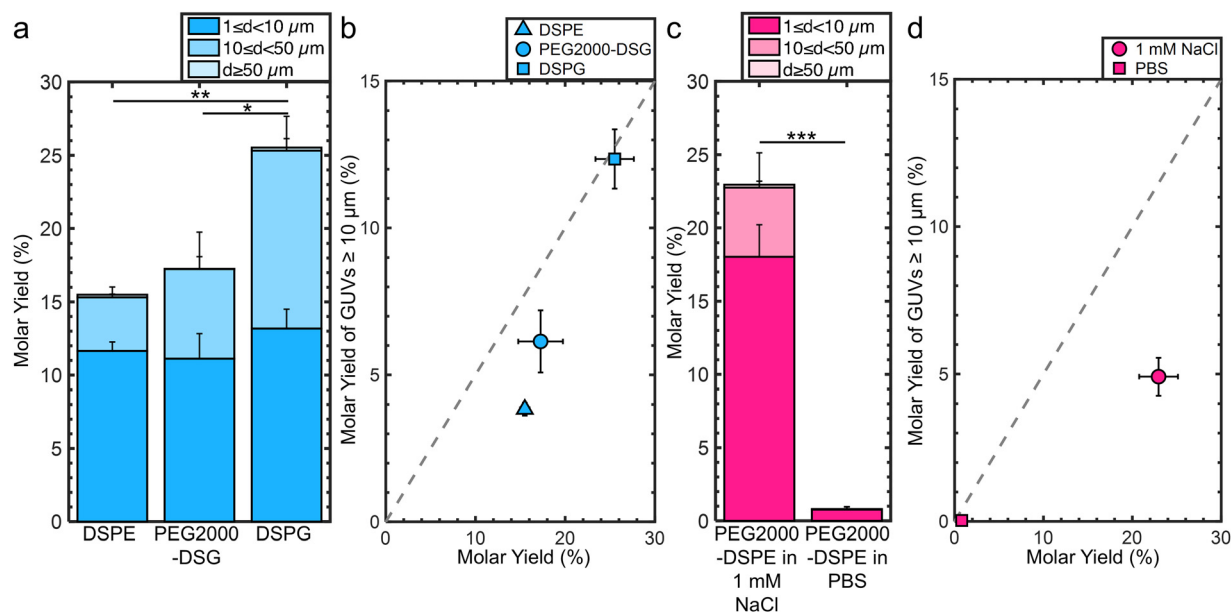 a
1≤d<10 µm
10≤d<50 µm
d≥50 µm
Molar Yield (%)
30
25
20
15
10
5
0
**
*
DSPE
PEG2000
-DSG
DSPG
b
DSPE
PEG2000-DSG
DSPG
Molar Yield of GUVs ≥ 10 µm (%)
15
10
5
0
0
10
20
30
Molar Yield (%)
c
1≤d<10 µm
10≤d<50 µm
d≥50 µm
Molar Yield (%)
30
25
20
15
10
5
0
***
PEG2000
-DSPE in
1 mM
NaCl
PEG2000
-DSPE in
PBS
d
1 mM NaCl
PBS
Molar Yield of GUVs ≥ 10 µm (%)
15
10
5
0
0
10
20
30
Molar Yield (%)